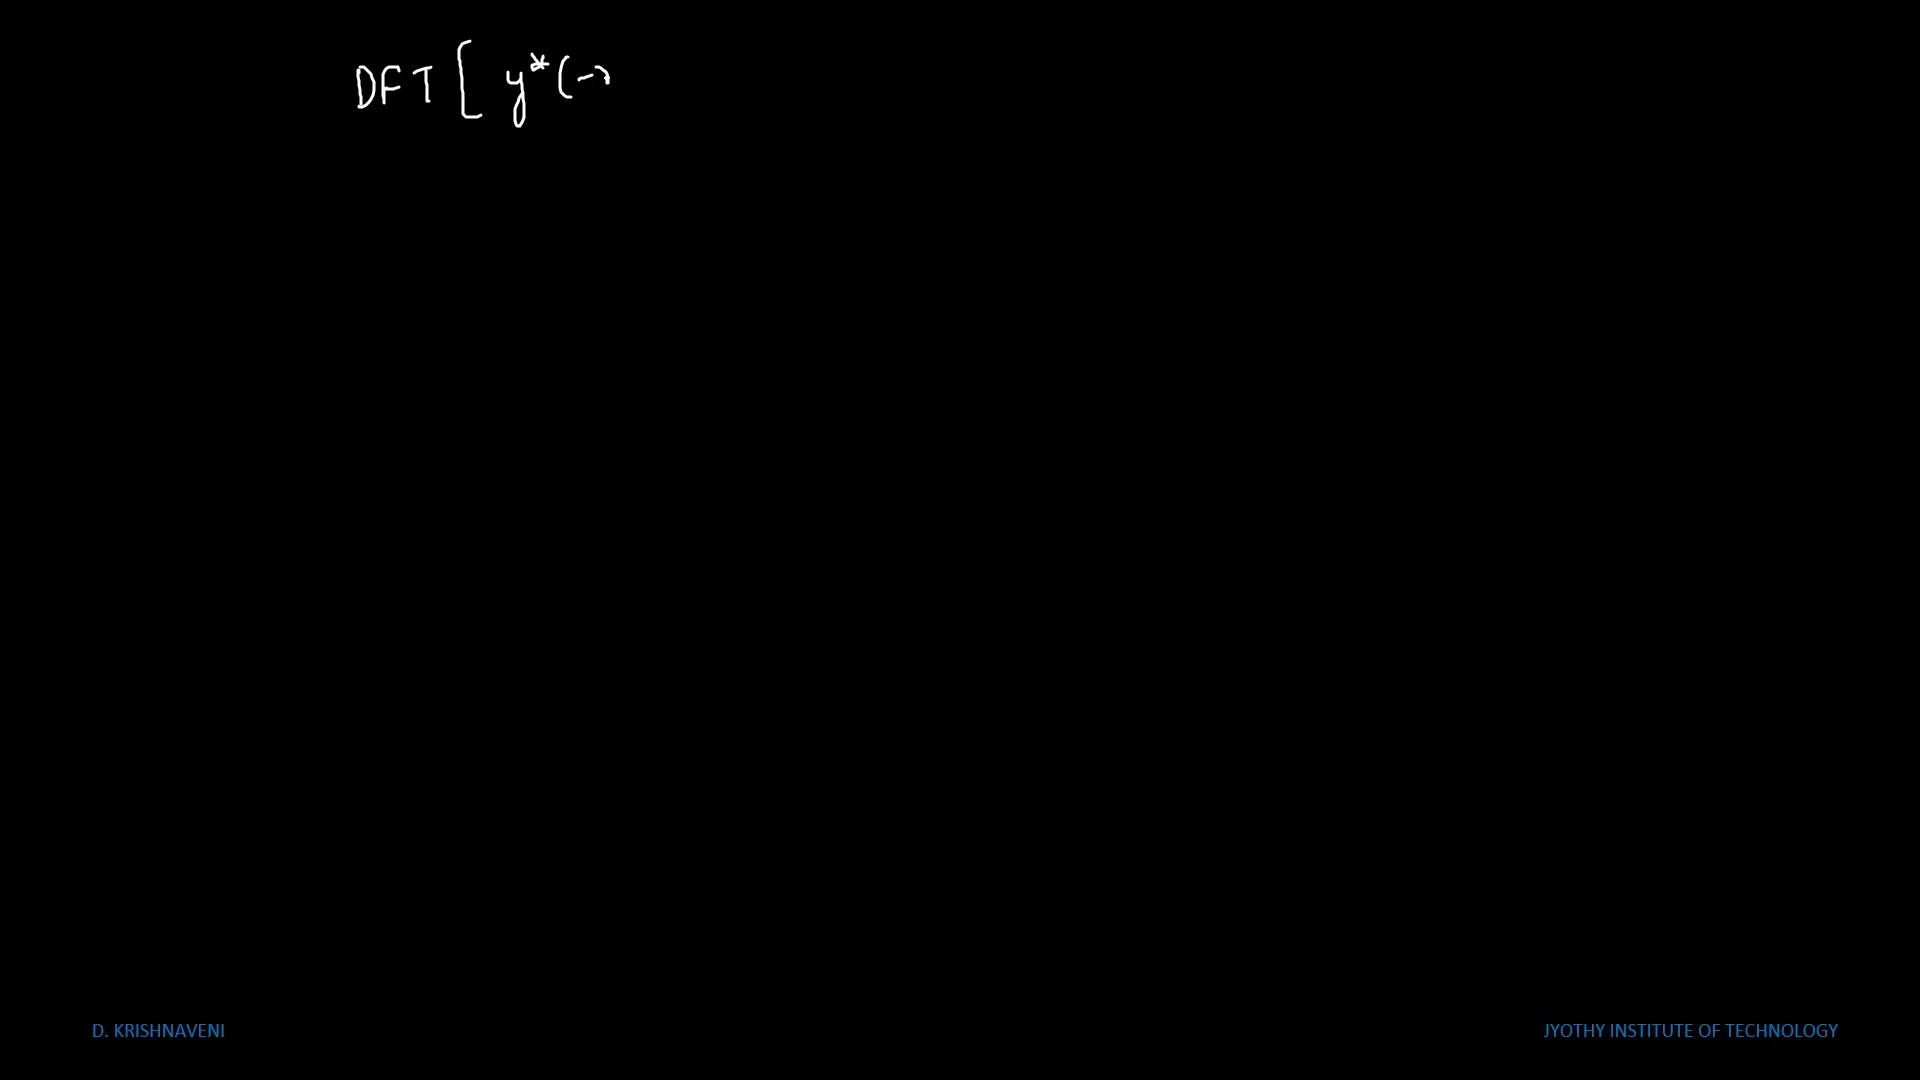 DFT [ y*(-
D. KRISHNAVENI
JYOTHY INSTITUTE OF TECHNOLOGY